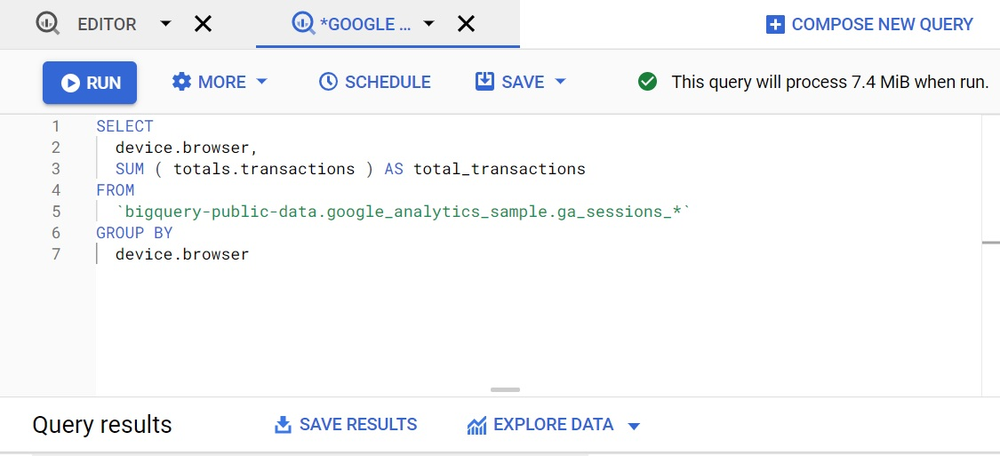 EDITOR *GOOGLE ... COMPOSE NEW QUERY
RUN MORE SCHEDULE SAVE This query will process 7.4 MiB when run.
1 SELECT
2 device.browser,
3 SUM ( totals.transactions ) AS total_transactions
4 FROM
5 `bigquery-public-data.google_analytics_sample.ga_sessions_*`
6 GROUP BY
7 device.browser
Query results SAVE RESULTS EXPLORE DATA